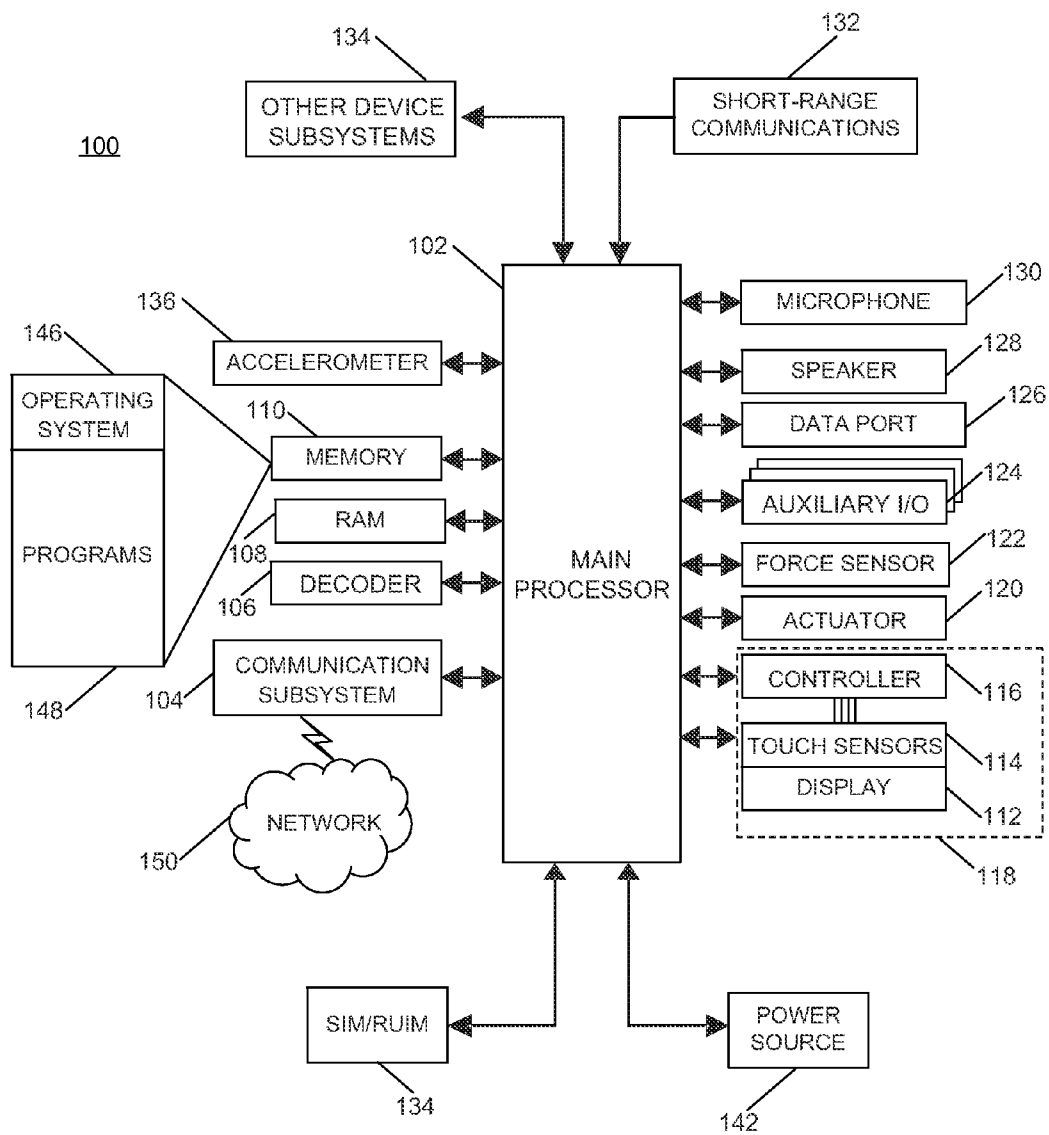 134
132
OTHER DEVICE
SUBSYSTEMS
SHORT-RANGE
COMMUNICATIONS
100
102
136
ACCELEROMETER
146
OPERATING
SYSTEM
PROGRAMS
148
110
MEMORY
RAM
108
DECODER
106
COMMUNICATION
SUBSYSTEM
104
NETWORK
150
MAIN
PROCESSOR
MICROPHONE
130
SPEAKER
128
DATA PORT
126
AUXILIARY I/O
124
FORCE SENSOR
122
ACTUATOR
120
CONTROLLER
116
TOUCH SENSORS
114
DISPLAY
112
118
SIM/RUIM
134
POWER
SOURCE
142